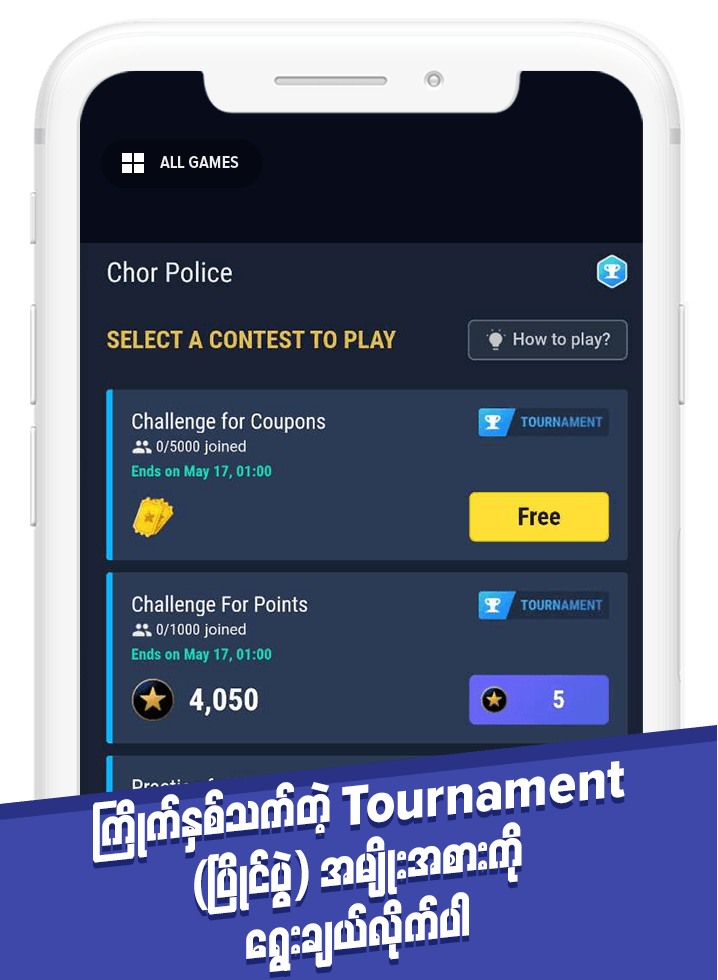 ALL GAMES
Chor Police
SELECT A CONTEST TO PLAY
How to play?
Challenge for Coupons
TOURNAMENT
0/5000 joined
Ends on May 17, 01:00
Free
Challenge For Points
TOURNAMENT
0/1000 joined
Ends on May 17, 01:00
4,050
5
ကြိုက်နှစ်သက်တဲ့ Tournament
(ပြိုင်ပွဲ) အမျိုးအစားကို
ရွေးချယ်လိုက်ပါ